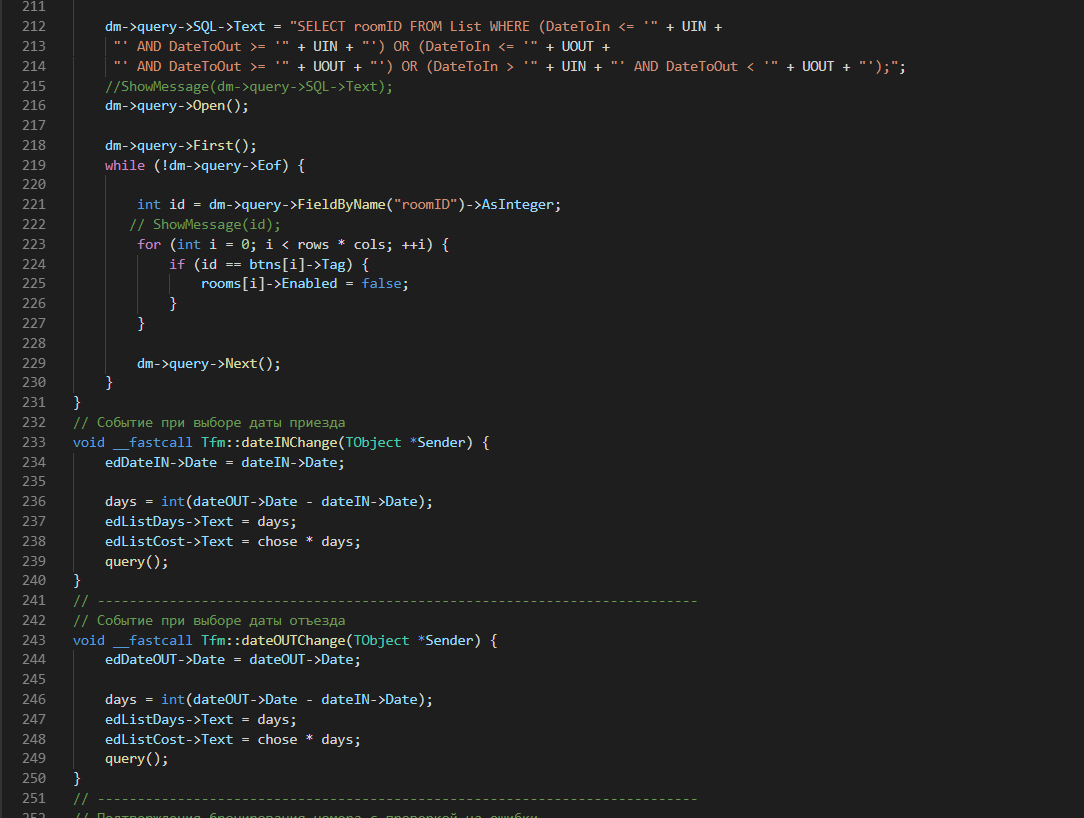 211
212 dm->query->SQL->Text = "SELECT roomID FROM List WHERE (DateToIn <= '" + UIN +
213 "' AND DateToOut >= '" + UIN + "') OR (DateToIn <= '" + UOUT +
214 "' AND DateToOut >= '" + UOUT + "') OR (DateToIn > '" + UIN + "' AND DateToOut < '" + UOUT + "');";
215 //ShowMessage(dm->query->SQL->Text);
216 dm->query->Open();
217
218 dm->query->First();
219 while (!dm->query->Eof) {
220
221 int id = dm->query->FieldByName("roomID")->AsInteger;
222 // ShowMessage(id);
223 for (int i = 0; i < rows * cols; ++i) {
224 if (id == btns[i]->Tag) {
225 rooms[i]->Enabled = false;
226 }
227 }
228
229 dm->query->Next();
230 }
231 }
232 // Событие при выборе даты приезда
233 void __fastcall Tfm::dateINChange(TObject *Sender) {
234 edDateIN->Date = dateIN->Date;
235
236 days = int(dateOUT->Date - dateIN->Date);
237 edListDays->Text = days;
238 edListCost->Text = chose * days;
239 query();
240 }
241 // ---------------------------------------------------------------------------
242 // Событие при выборе даты отъезда
243 void __fastcall Tfm::dateOUTChange(TObject *Sender) {
244 edDateOUT->Date = dateOUT->Date;
245
246 days = int(dateOUT->Date - dateIN->Date);
247 edListDays->Text = days;
248 edListCost->Text = chose * days;
249 query();
250 }
251 // ---------------------------------------------------------------------------
252 // Подтверждения бронирования номера с проверкой на ошибки